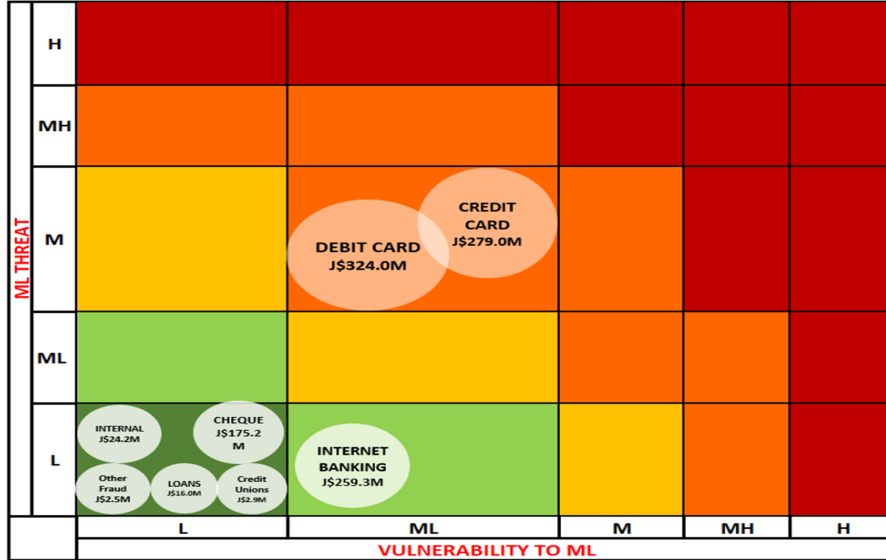 ML THREAT
H
MH
M
CREDIT
CARD
J$279.0M
DEBIT CARD
J$324.0M
ML
L
INTERNAL
J$24.2M
CHEQUE
J$175.2
M
Other
Fraud
J$2.5M
LOANS
J$16.0M
Credit
Unions
J$2.9M
INTERNET
BANKING
J$259.3M
L
ML
M
MH
H
VULNERABILITY TO ML